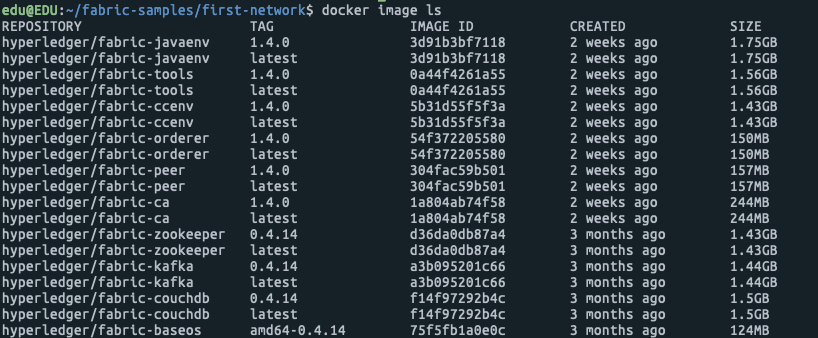 edu@EDU:~/fabric-samples/first-network$ docker image ls
REPOSITORY TAG IMAGE ID CREATED SIZE
hyperledger/fabric-javaenv 1.4.0 3d91b3bf7118 2 weeks ago 1.75GB
hyperledger/fabric-javaenv latest 3d91b3bf7118 2 weeks ago 1.75GB
hyperledger/fabric-tools 1.4.0 0a44f4261a55 2 weeks ago 1.56GB
hyperledger/fabric-tools latest 0a44f4261a55 2 weeks ago 1.56GB
hyperledger/fabric-ccenv 1.4.0 5b31d55f5f3a 2 weeks ago 1.43GB
hyperledger/fabric-ccenv latest 5b31d55f5f3a 2 weeks ago 1.43GB
hyperledger/fabric-orderer 1.4.0 54f372205580 2 weeks ago 150MB
hyperledger/fabric-orderer latest 54f372205580 2 weeks ago 150MB
hyperledger/fabric-peer 1.4.0 304fac59b501 2 weeks ago 157MB
hyperledger/fabric-peer latest 304fac59b501 2 weeks ago 157MB
hyperledger/fabric-ca 1.4.0 1a804ab74f58 2 weeks ago 244MB
hyperledger/fabric-ca latest 1a804ab74f58 2 weeks ago 244MB
hyperledger/fabric-zookeeper 0.4.14 d36da0db87a4 3 months ago 1.43GB
hyperledger/fabric-zookeeper latest d36da0db87a4 3 months ago 1.43GB
hyperledger/fabric-kafka 0.4.14 a3b095201c66 3 months ago 1.44GB
hyperledger/fabric-kafka latest a3b095201c66 3 months ago 1.44GB
hyperledger/fabric-couchdb 0.4.14 f14f97292b4c 3 months ago 1.5GB
hyperledger/fabric-couchdb latest f14f97292b4c 3 months ago 1.5GB
hyperledger/fabric-baseos amd64-0.4.14 75f5fb1a0e0c 3 months ago 124MB